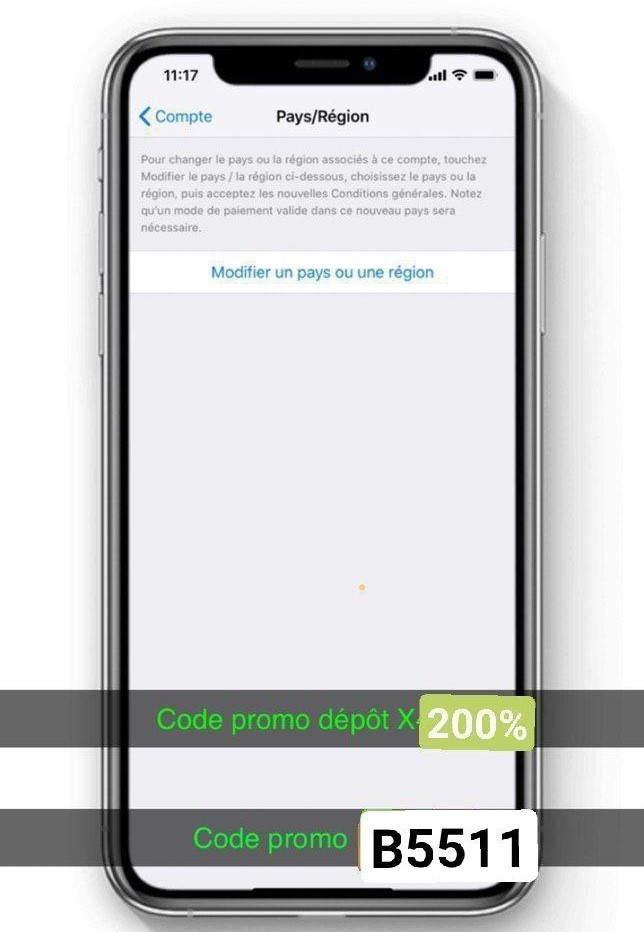 11:17
Compte
Pays/Région
Pour changer le pays ou la région associés à ce compte, touchez
Modifier le pays / la région ci-dessous, choisissez le pays ou la
région, puis acceptez les nouvelles Conditions générales. Notez
qu'un mode de paiement valide dans ce nouveau pays sera
nécessaire.
Modifier un pays ou une région
Code promo dépôt X 200%
Code promo B5511